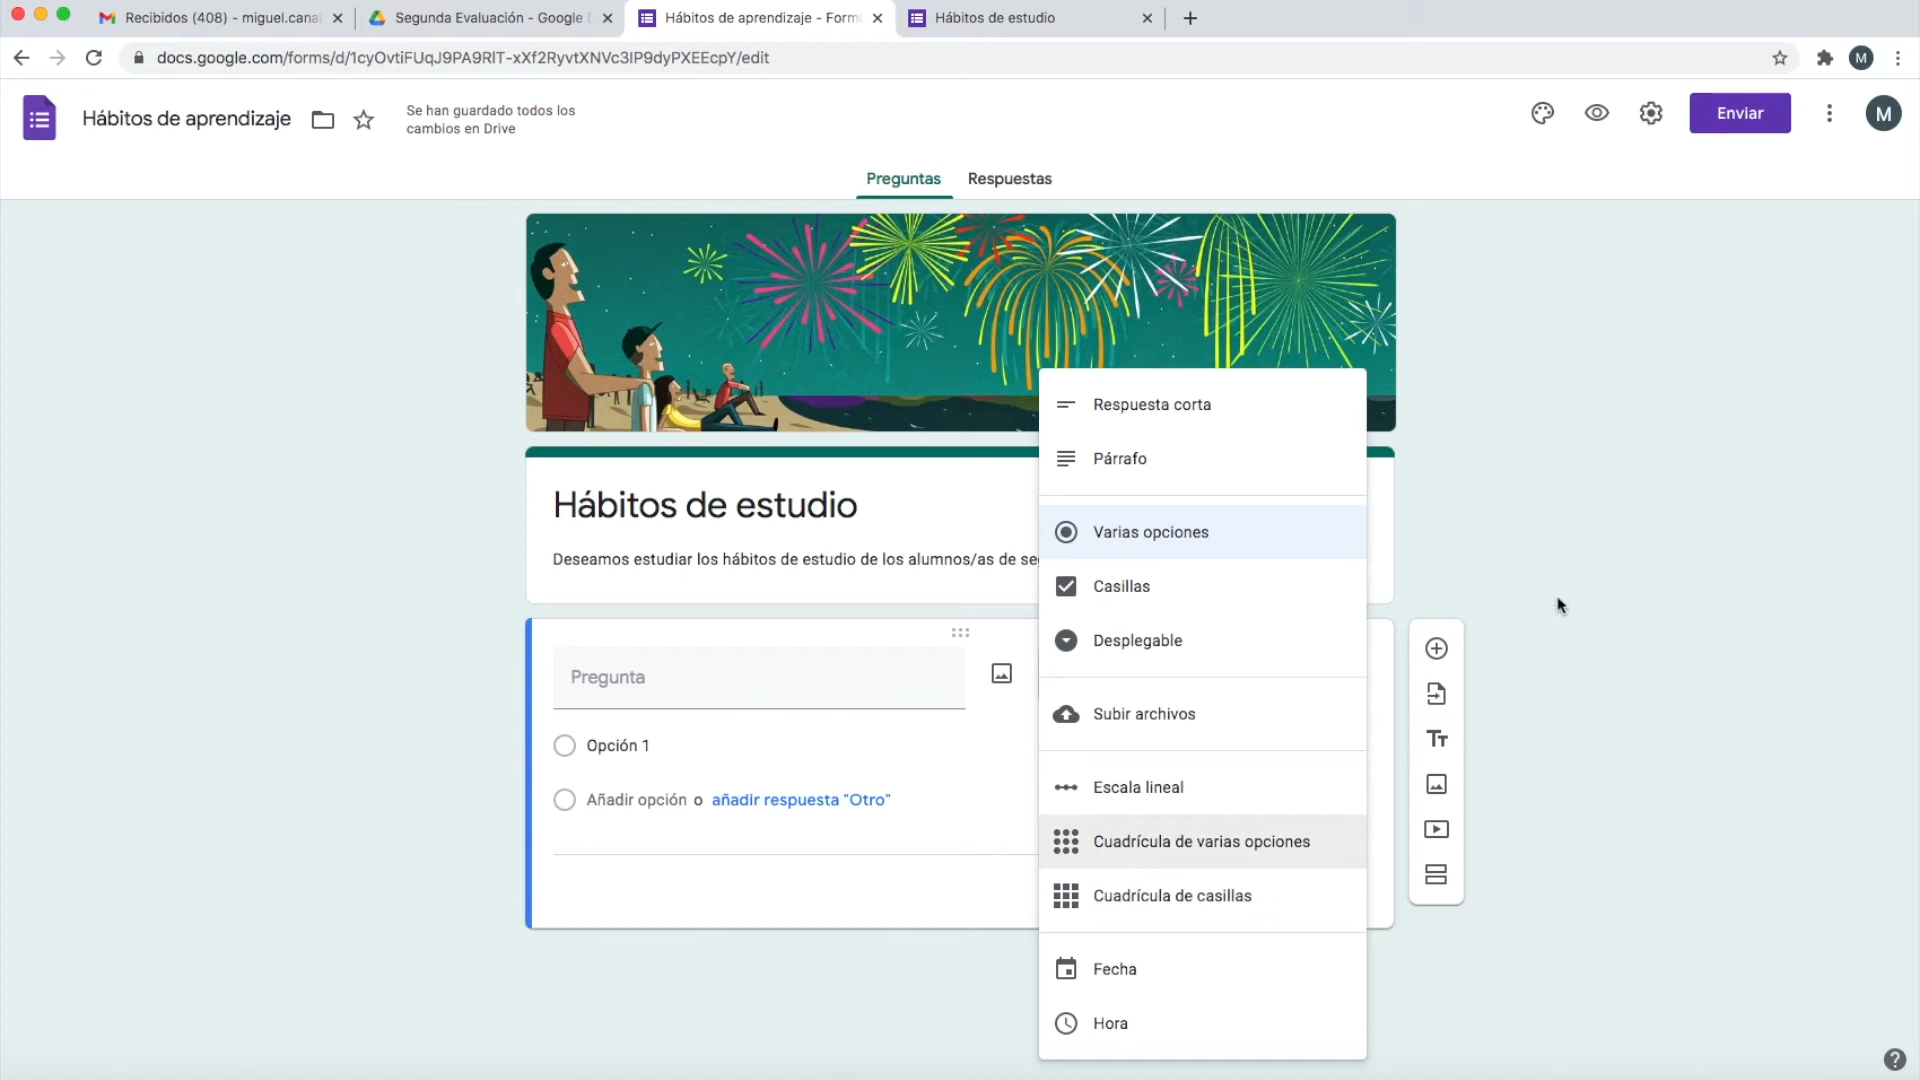 Recibidos (408) - miguel.cana
Segunda Evaluación - Google D
Hábitos de aprendizaje - Form
Hábitos de estudio
docs.google.com/forms/d/1cyOvtiFUqJ9PA9RlT-xXf2RyvtXNVc3IP9dyPXEEcpY/edit
M
Hábitos de aprendizaje
Se han guardado todos los
cambios en Drive
Enviar
M
Preguntas
Respuestas
Hábitos de estudio
Deseamos estudiar los hábitos de estudio de los alumnos/as de se
Pregunta
Opción 1
Añadir opción o añadir respuesta "Otro"
Respuesta corta
Párrafo
Varias opciones
Casillas
Desplegable
Subir archivos
Escala lineal
Cuadrícula de varias opciones
Cuadrícula de casillas
Fecha
Hora
Tт